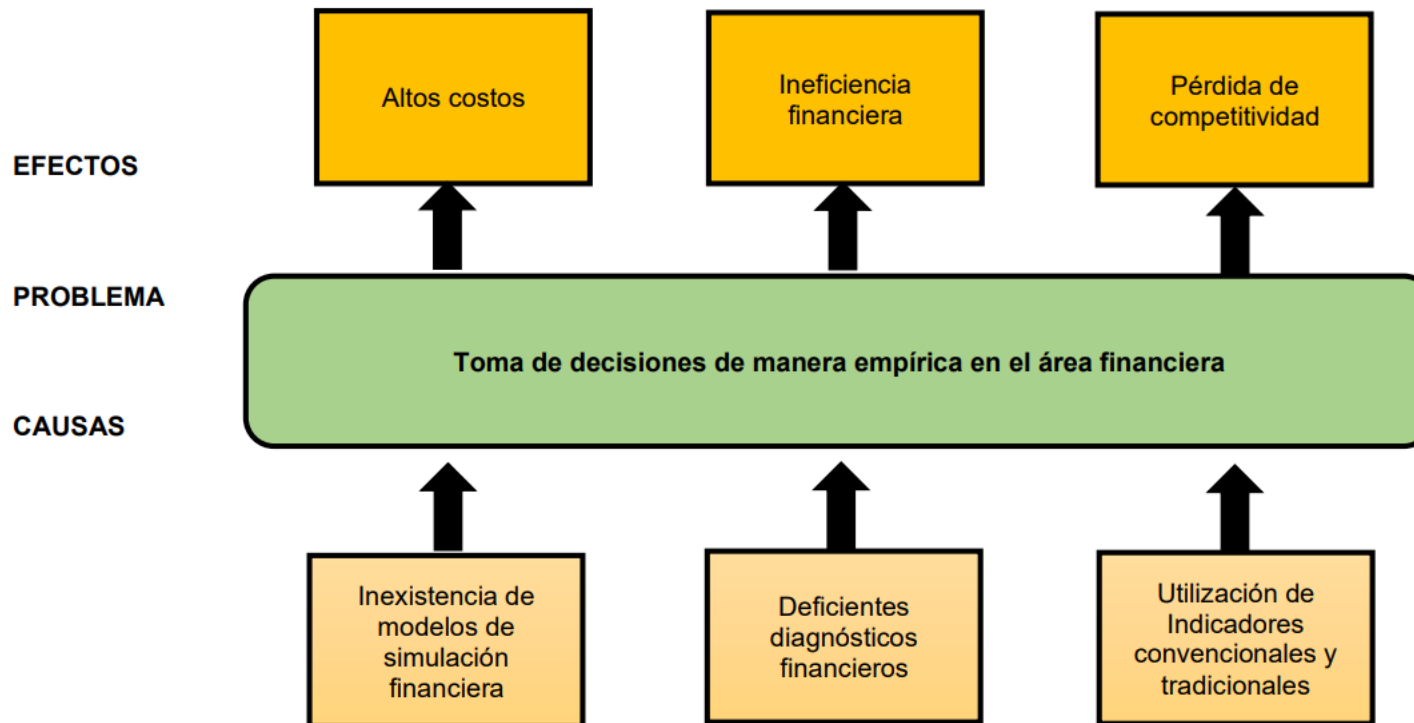 Altos costos
Ineficiencia
financiera
Pérdida de
competitividad
EFECTOS
PROBLEMA
Toma de decisiones de manera empírica en el área financiera
CAUSAS
Inexistencia de
modelos de
simulación
financiera
Deficientes
diagnósticos
financieros
Utilización de
Indicadores
convencionales y
tradicionales